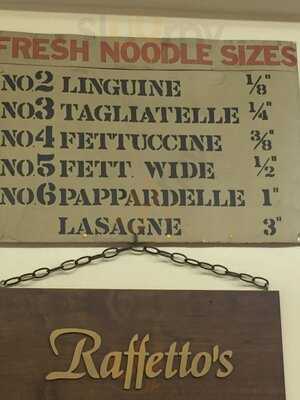 FRESH NOODLE SIZES
NO2 LINGUINE 1/8"
NO3 TAGLIATELLE 1/4"
NO4 FETTUCCINE 3/8"
NO5 FETT. WIDE 1/2"
NO6 PAPPARDELLE 1"
LASAGNE 3"
Raffetto's